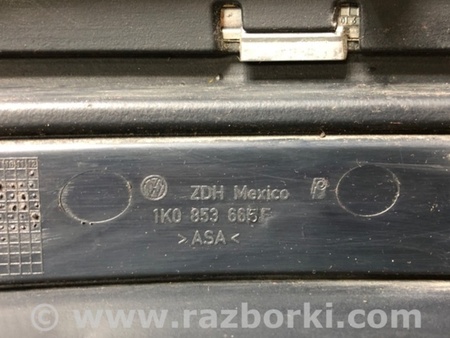 ZDH Mexico
1K0 853 665 F
>ASA<
www.razborki.com